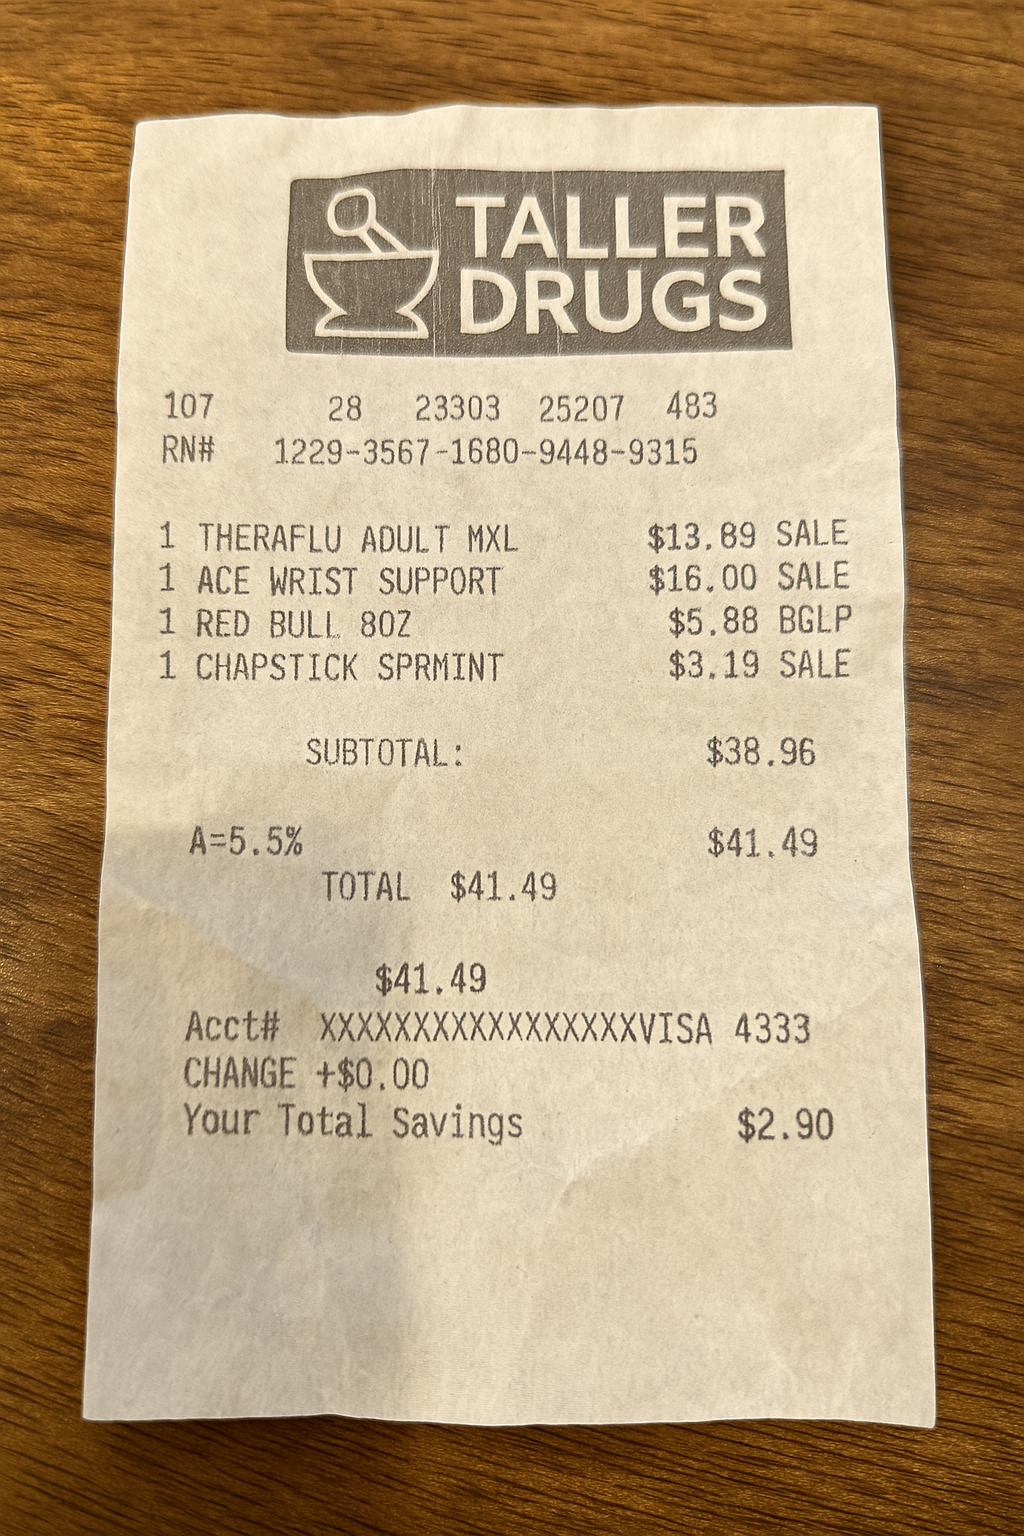 TALLER
DRUGS
107 28 23303 25207 483
RN# 1229-3567-1680-9448-9315
1 THERAFLU ADULT MXL $13.89 SALE
1 ACE WRIST SUPPORT $16.00 SALE
1 RED BULL 8OZ $5.88 BGLP
1 CHAPSTICK SPRMINT $3.19 SALE
SUBTOTAL: $38.96
A=5.5% $41.49
TOTAL $41.49
$41.49
Acct# XXXXXXXXXXXXXXXXXVISA 4333
CHANGE +$0.00
Your Total Savings $2.90